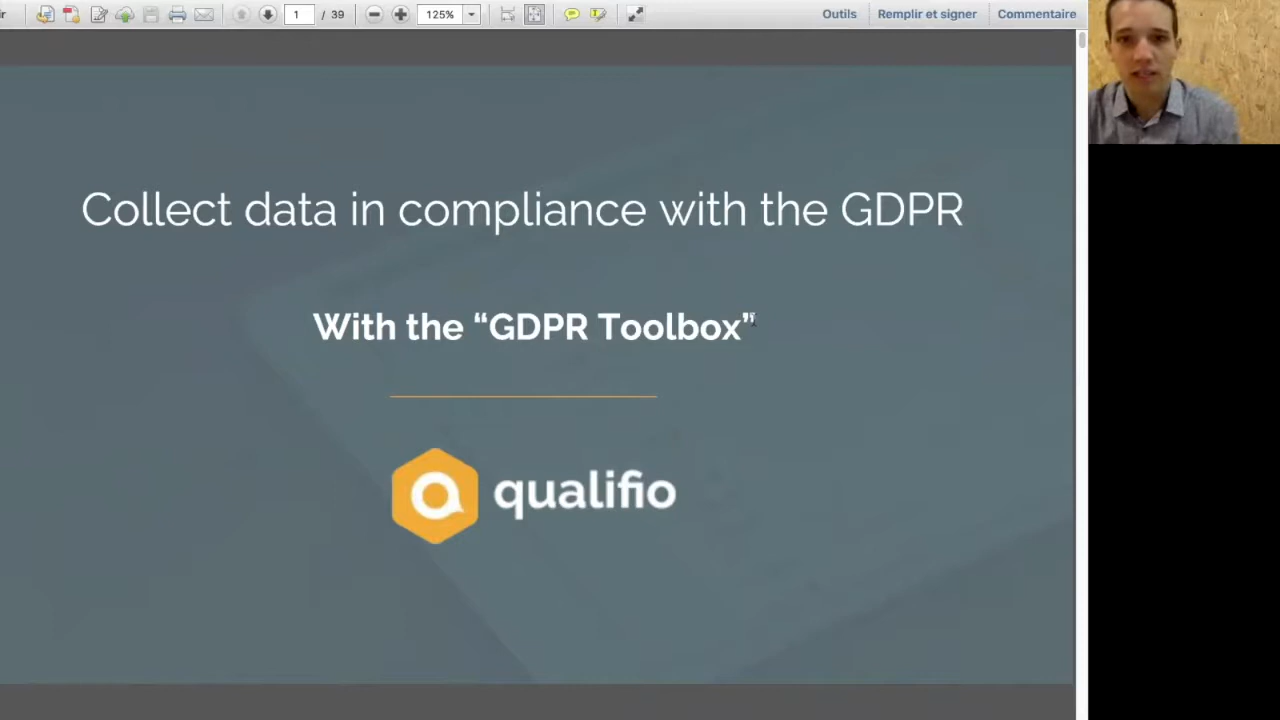 1 / 39 125% Outils Remplir et signer Commentaire
Collect data in compliance with the GDPR
With the “GDPR Toolbox”
qualifio